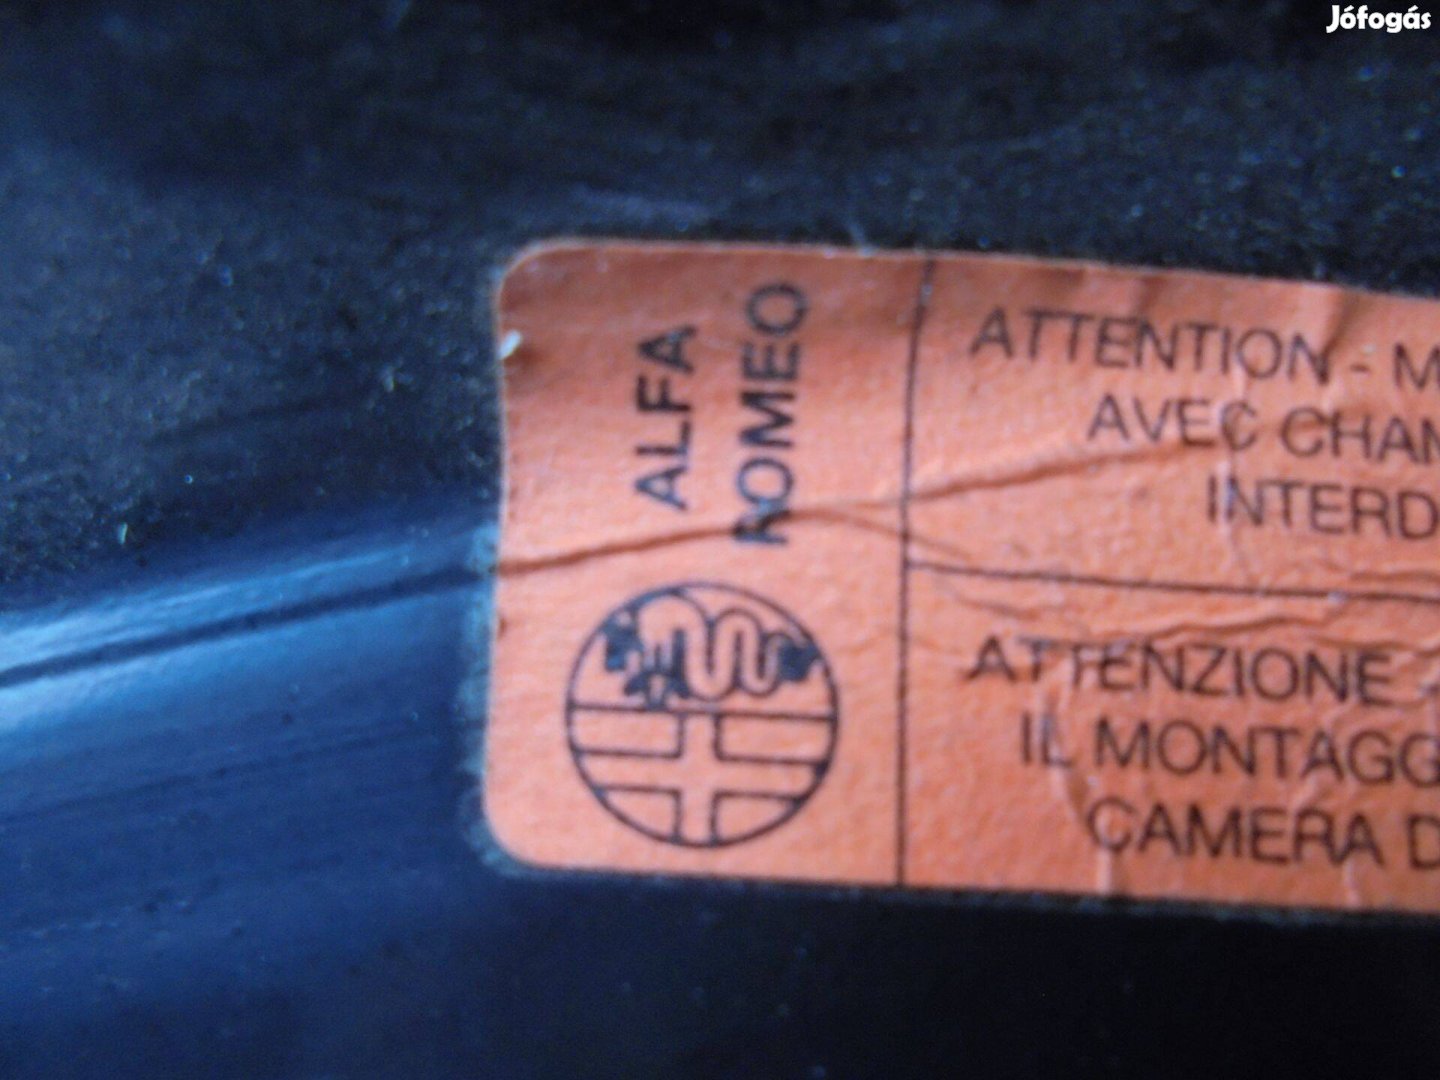 Jófogás
ALFA
ROMEO
ATTENTION - M
AVEC CHAM
INTERD
ATTENZIONE -
IL MONTAGG
CAMERA D